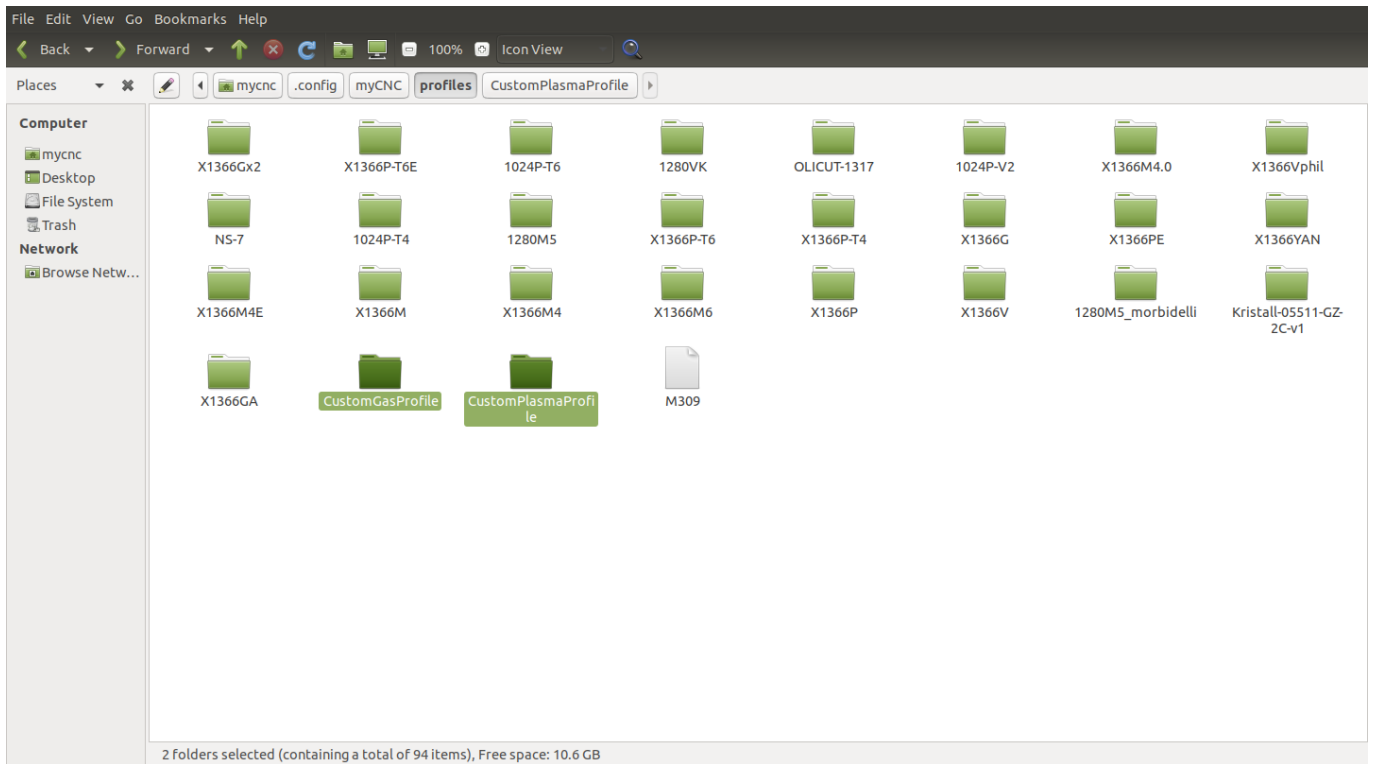 File Edit View Go Bookmarks Help
Back Forward 100% Icon View
Places mycnc .config myCNC profiles CustomPlasmaProfile
Computer
mycnc
Desktop
File System
Trash
Network
Browse Netw...
X1366Gx2 X1366P-T6E 1024P-T6 1280VK OLICUT-1317 1024P-V2 X1366M4.0 X1366Vphil
NS-7 1024P-T4 1280M5 X1366P-T6 X1366P-T4 X1366G X1366PE X1366YAN
X1366M4E X1366M X1366M4 X1366M6 X1366P X1366V 1280M5_morbidelli Kristall-05511-GZ-
2C-v1
X1366GA CustomGasProfile CustomPlasmaProfi M309
le
2 folders selected (containing a total of 94 items), Free space: 10.6 GB